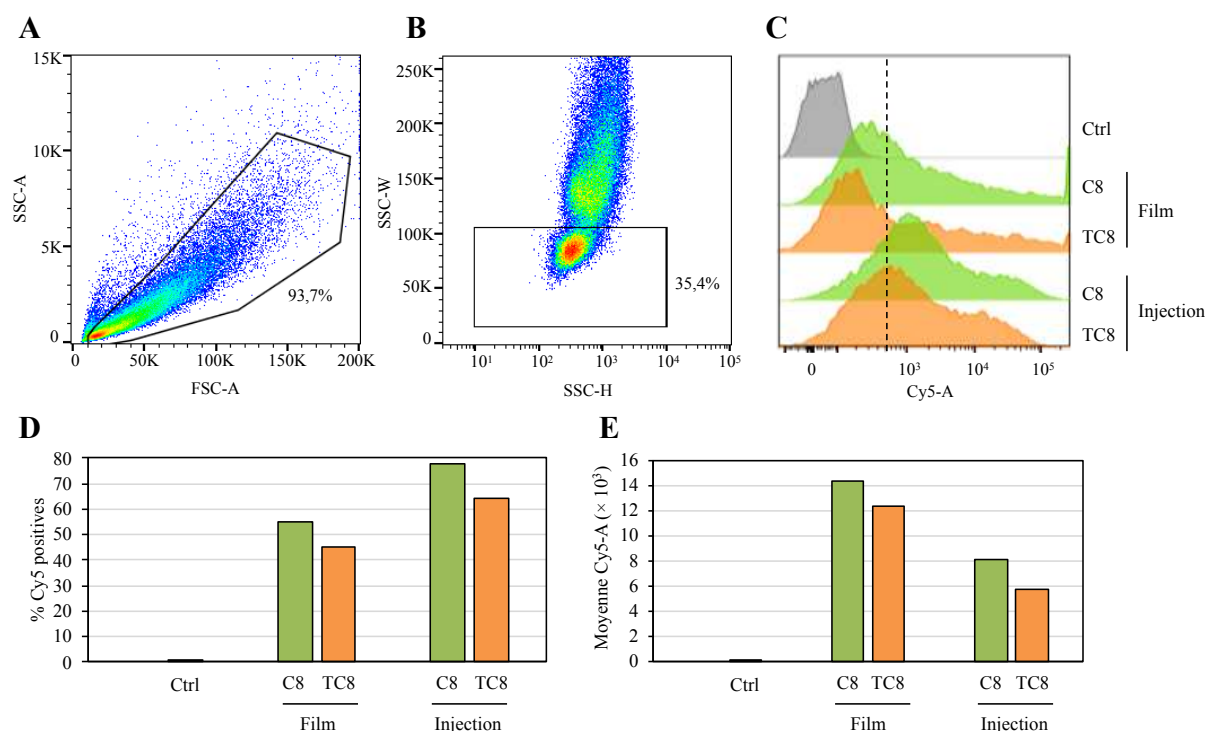 A
15K
10K
5K
0
SSC-A
93,7%
0
50K
100K
150K
200K
FSC-A
B
250K
200K
150K
100K
50K
0
SSC-W
35,4%
10¹
10²
10³
10⁴
10⁵
SSC-H
C
Ctrl
C8
TC8
Film
C8
TC8
Injection
0
10³
10⁴
10⁵
Cy5-A
D
80
70
60
50
40
30
20
10
0
% Cy5 positives
Ctrl
C8 TC8
C8 TC8
Film
Injection
E
16
14
12
10
8
6
4
2
0
Moyenne Cy5-A (× 10³)
Ctrl
C8 TC8
C8 TC8
Film
Injection